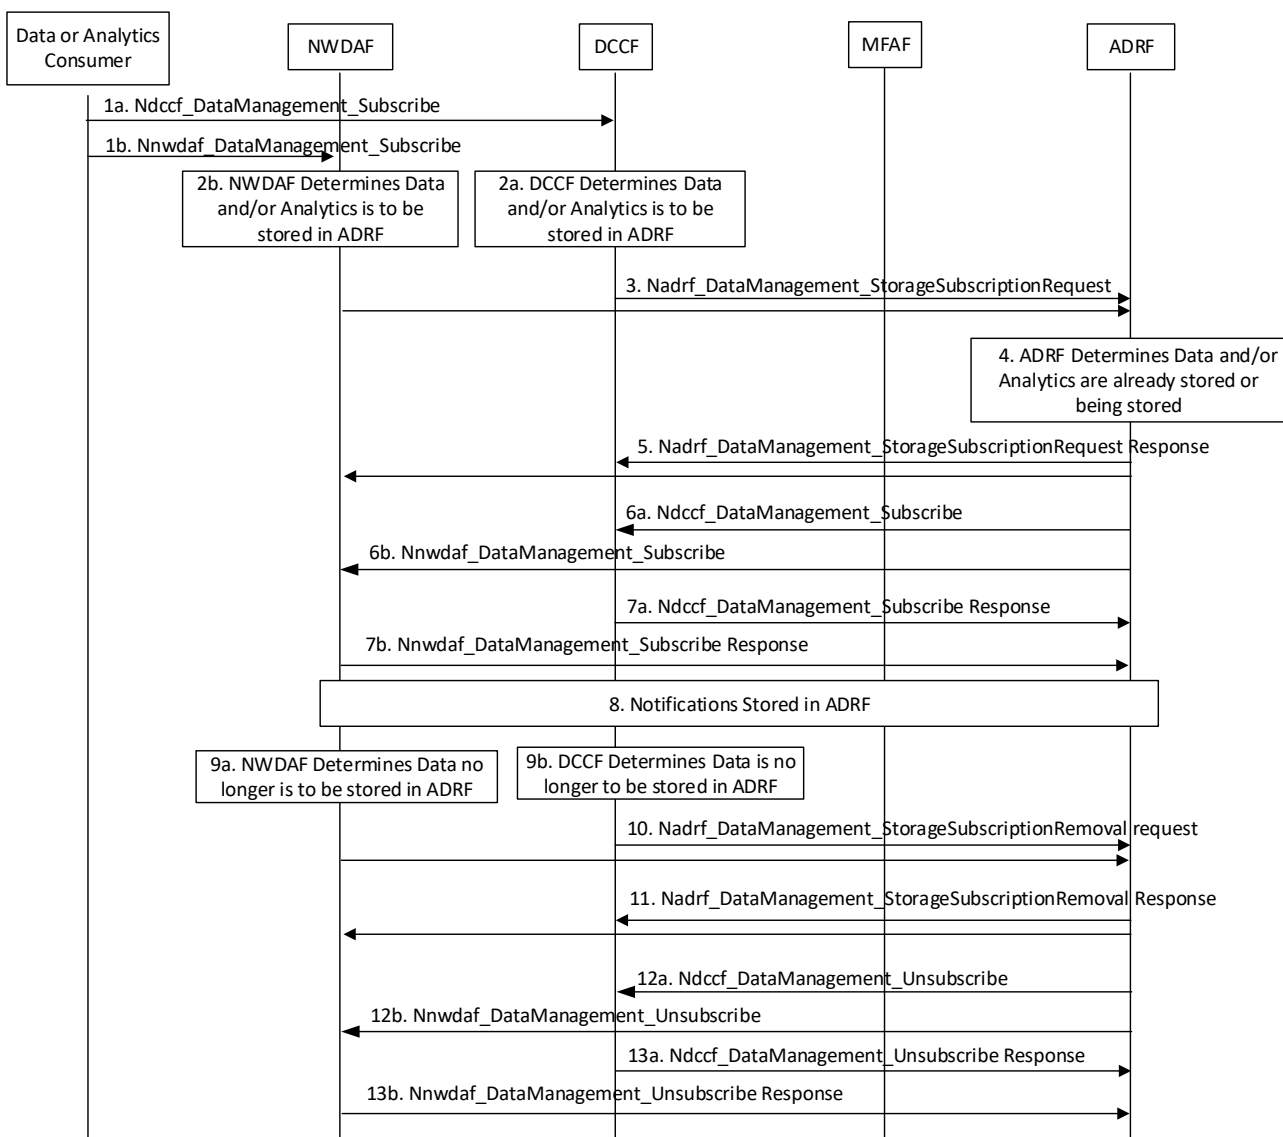 Data or Analytics
Consumer
NWDAF
DCCF
MFAF
ADRF
1a. Ndccf_DataManagement_Subscribe
1b. Nnwdaf_DataManagement_Subscribe
2b. NWDAF Determines Data
and/or Analytics is to be
stored in ADRF
2a. DCCF Determines Data
and/or Analytics is to be
stored in ADRF
3. Nadrf_DataManagement_StorageSubscriptionRequest
4. ADRF Determines Data and/or
Analytics are already stored or
being stored
5. Nadrf_DataManagement_StorageSubscriptionRequest Response
6a. Ndccf_DataManagement_Subscribe
6b. Nnwdaf_DataManagement_Subscribe
7a. Ndccf_DataManagement_Subscribe Response
7b. Nnwdaf_DataManagement_Subscribe Response
8. Notifications Stored in ADRF
9a. NWDAF Determines Data no
longer is to be stored in ADRF
9b. DCCF Determines Data is no
longer to be stored in ADRF
10. Nadrf_DataManagement_StorageSubscriptionRemoval request
11. Nadrf_DataManagement_StorageSubscriptionRemoval Response
12a. Ndccf_DataManagement_Unsubscribe
12b. Nnwdaf_DataManagement_Unsubscribe
13a. Ndccf_DataManagement_Unsubscribe Response
13b. Nnwdaf_DataManagement_Unsubscribe Response